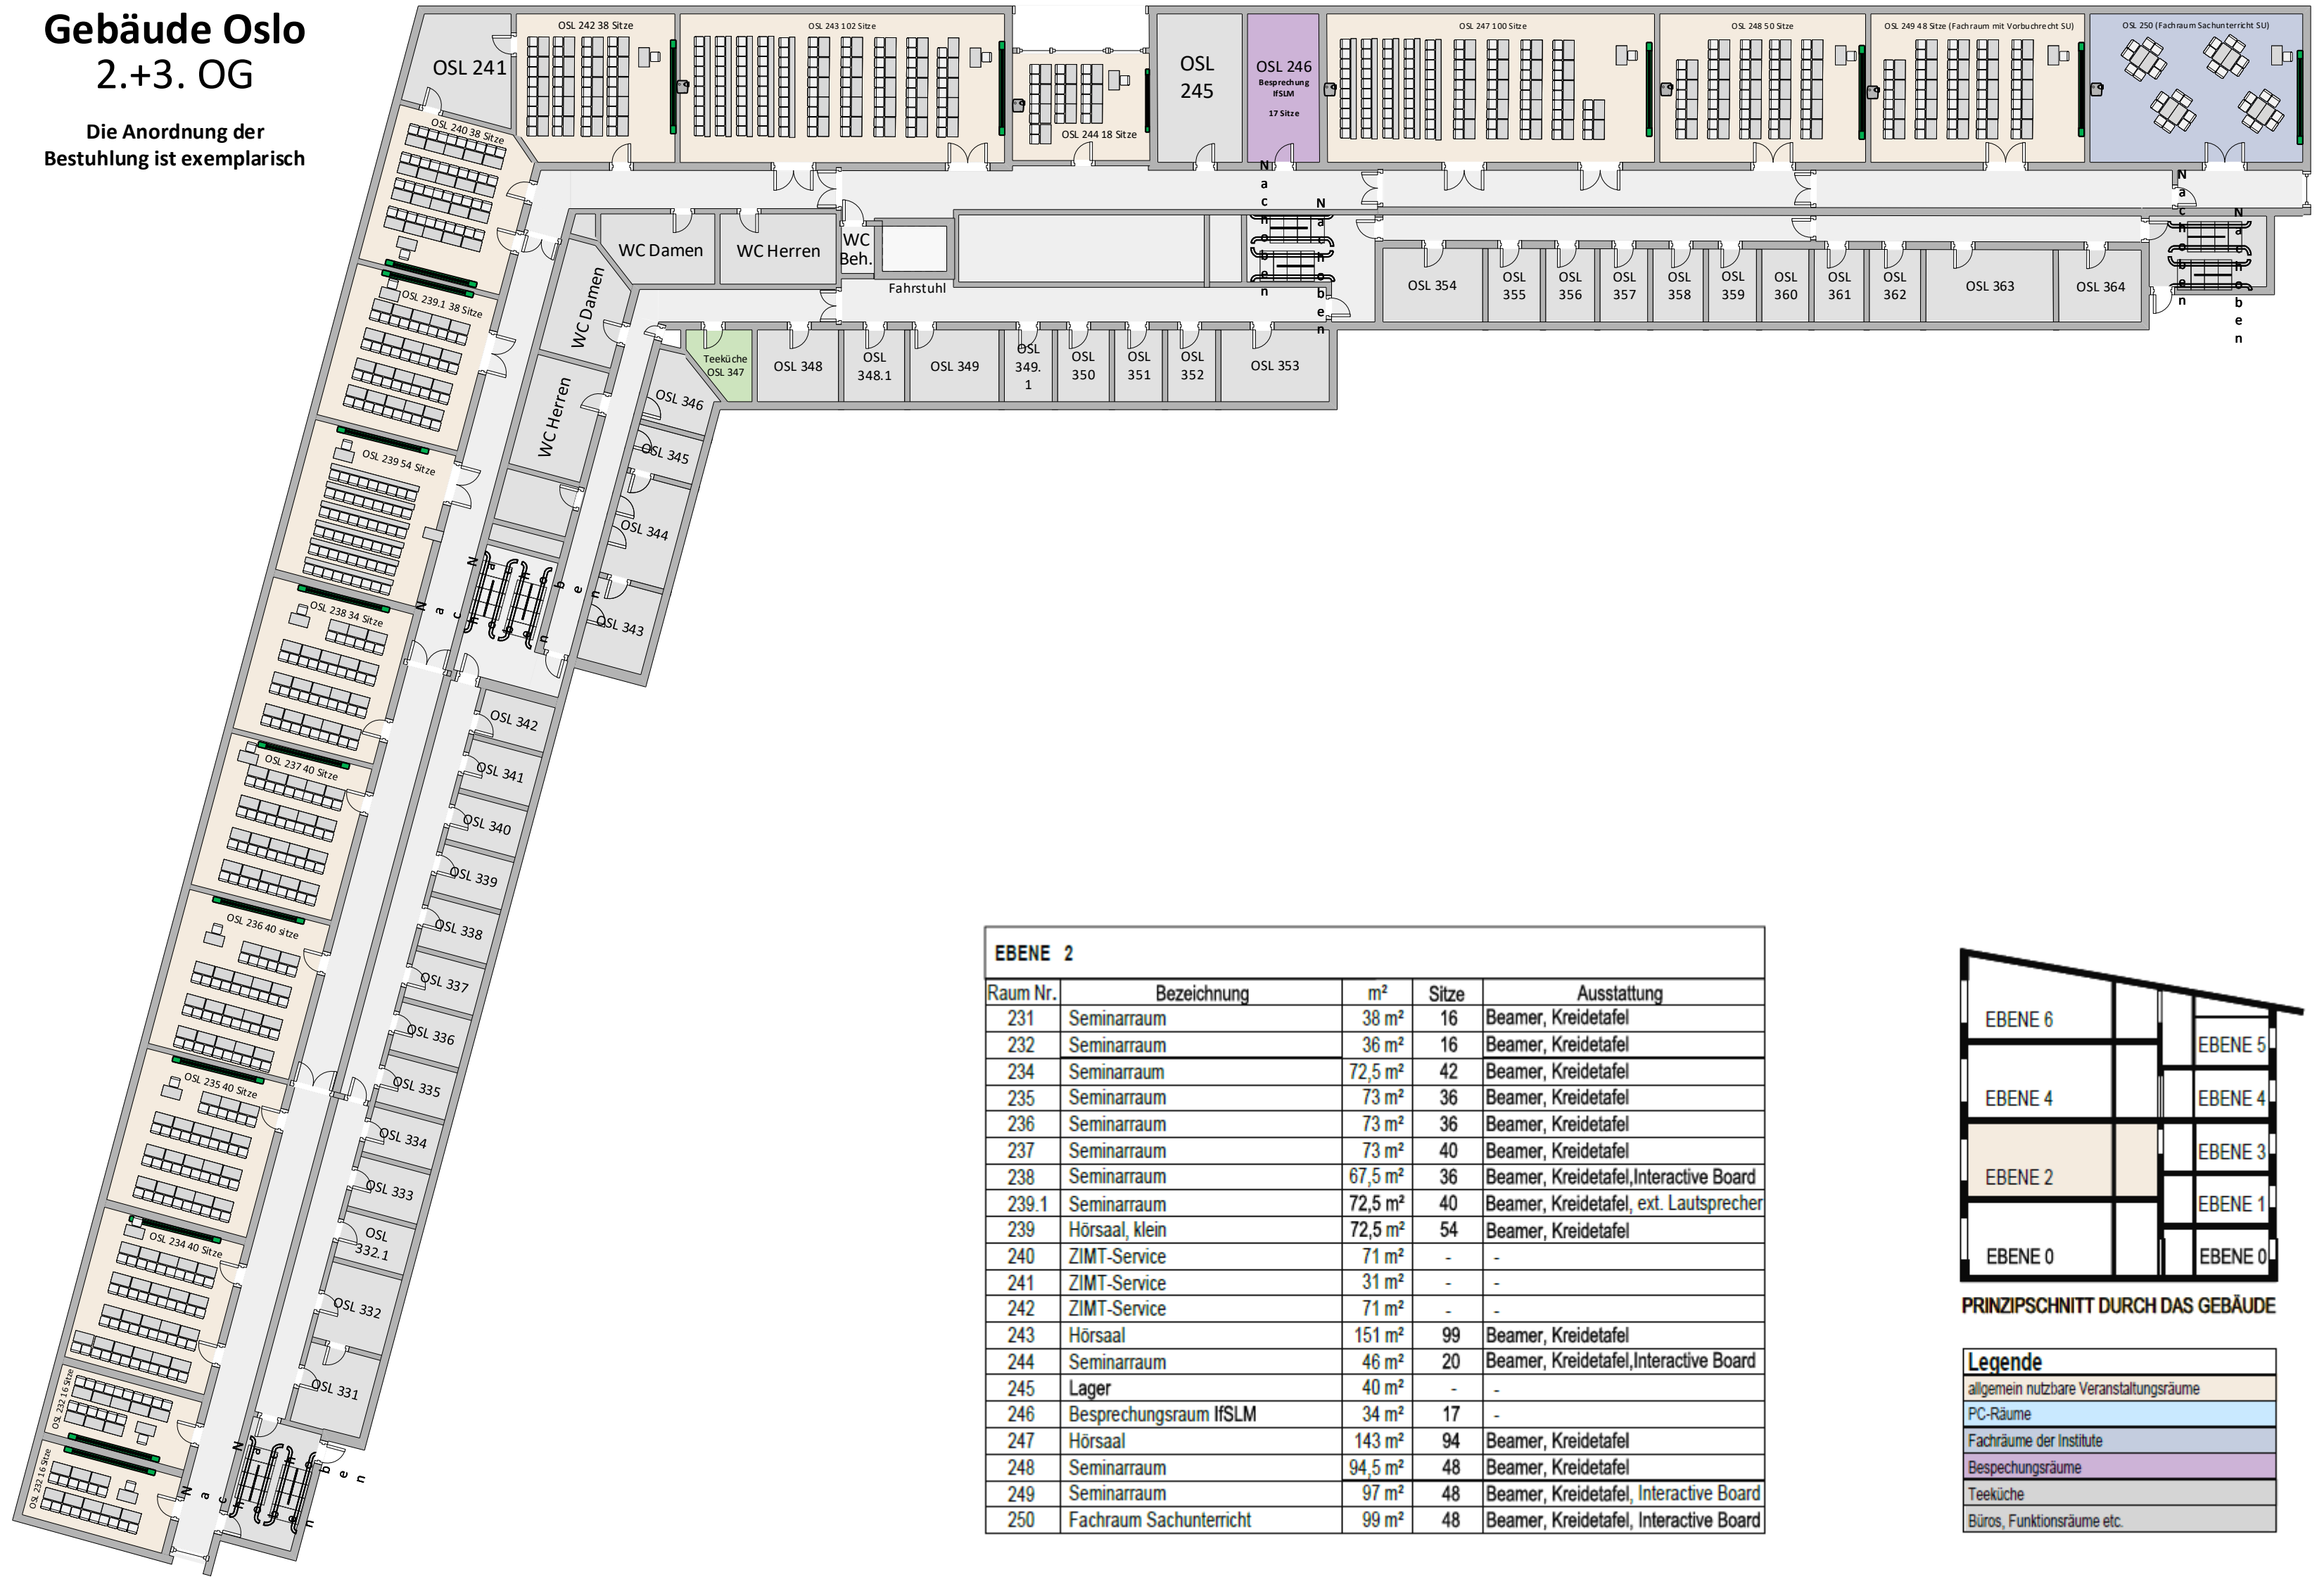 Gebäude Oslo
2.+3. OG
Die Anordnung der
Bestuhlung ist exemplarisch
OSL 241
OSL 242 38 Sitze
OSL 243 102 Sitze
OSL 244 18 Sitze
OSL
245
OSL 246
Besprechung
IfSLM
17 Sitze
OSL 247 100 Sitze
OSL 248 50 Sitze
OSL 249 48 Sitze (Fachraum mit Vorbuchrecht SU)
OSL 250 (Fachraum Sachunterricht SU)
OSL 240 38 Sitze
OSL 239.1 38 Sitze
OSL 239 54 Sitze
OSL 238 34 Sitze
OSL 237 40 Sitze
OSL 236 40 sitze
OSL 235 40 Sitze
OSL 234 40 Sitze
OSL 232 16 Sitze
OSL 232 16 Sitze
WC Damen
WC Herren
WC
Beh.
Fahrstuhl
WC Damen
WC Herren
Nach oben
Nach oben
Nach oben
Nach oben
Nach oben
Nach oben
Nach oben
Nach oben
Teeküche
OSL 347
OSL 348
OSL
348.1
OSL 349
OSL
349.
1
OSL
350
OSL
351
OSL
352
OSL 353
OSL 354
OSL
355
OSL
356
OSL
357
OSL
358
OSL
359
OSL
360
OSL
361
OSL
362
OSL 363
OSL 364
OSL 346
OSL 345
OSL 344
OSL 343
OSL 342
OSL 341
OSL 340
OSL 339
OSL 338
OSL 337
OSL 336
OSL 335
OSL 334
OSL 333
OSL
332.1
OSL 332
OSL 331
EBENE 2
Raum Nr. Bezeichnung m² Sitze Ausstattung
231 Seminarraum 38 m² 16 Beamer, Kreidetafel
232 Seminarraum 36 m² 16 Beamer, Kreidetafel
234 Seminarraum 72,5 m² 42 Beamer, Kreidetafel
235 Seminarraum 73 m² 36 Beamer, Kreidetafel
236 Seminarraum 73 m² 36 Beamer, Kreidetafel
237 Seminarraum 73 m² 40 Beamer, Kreidetafel
238 Seminarraum 67,5 m² 36 Beamer, Kreidetafel,Interactive Board
239.1 Seminarraum 72,5 m² 40 Beamer, Kreidetafel, ext. Lautsprecher
239 Hörsaal, klein 72,5 m² 54 Beamer, Kreidetafel
240 ZIMT-Service 71 m² - -
241 ZIMT-Service 31 m² - -
242 ZIMT-Service 71 m² - -
243 Hörsaal 151 m² 99 Beamer, Kreidetafel
244 Seminarraum 46 m² 20 Beamer, Kreidetafel,Interactive Board
245 Lager 40 m² - -
246 Besprechungsraum IfSLM 34 m² 17 -
247 Hörsaal 143 m² 94 Beamer, Kreidetafel
248 Seminarraum 94,5 m² 48 Beamer, Kreidetafel
249 Seminarraum 97 m² 48 Beamer, Kreidetafel, Interactive Board
250 Fachraum Sachunterricht 99 m² 48 Beamer, Kreidetafel, Interactive Board
EBENE 6
EBENE 5
EBENE 4
EBENE 4
EBENE 3
EBENE 2
EBENE 1
EBENE 0
EBENE 0
PRINZIPSCHNITT DURCH DAS GEBÄUDE
Legende
allgemein nutzbare Veranstaltungsräume
PC-Räume
Fachräume der Institute
Bespechungsräume
Teeküche
Büros, Funktionsräume etc.